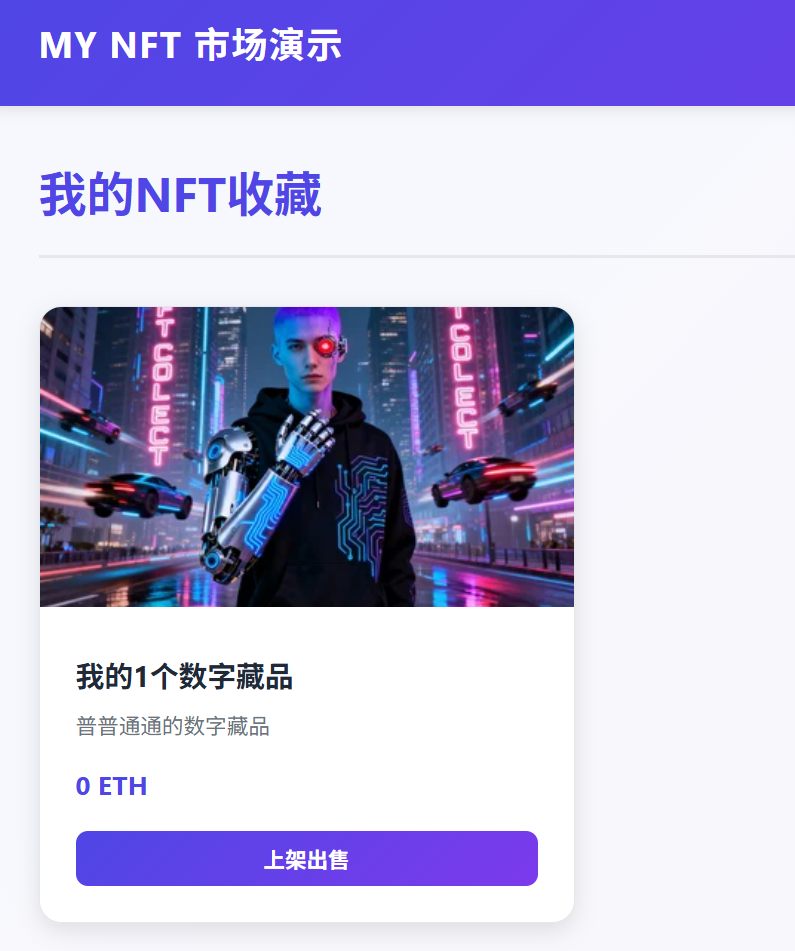 MY NFT 市场演示
我的NFT收藏
FT COLECT
T COLECT
我的1个数字藏品
普普通通的数字藏品
0 ETH
上架出售